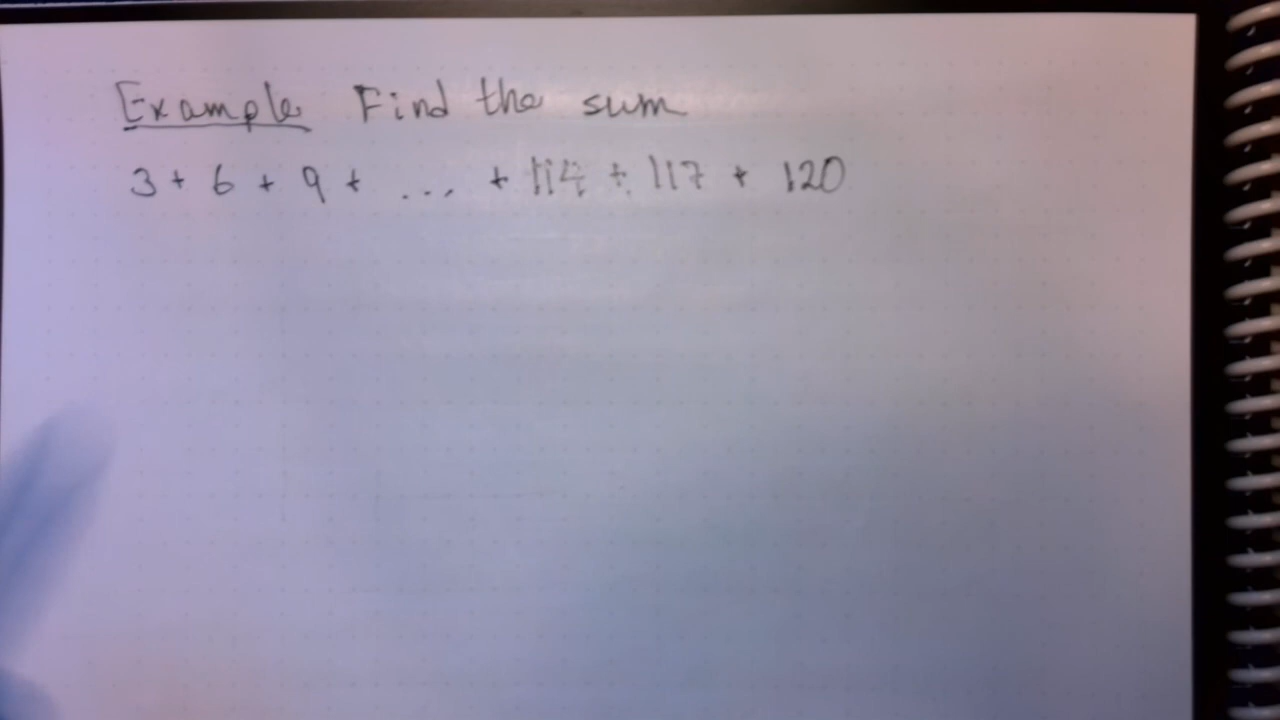 Example Find the sum
3 + 6 + 9 + ... + 114 + 117 + 120